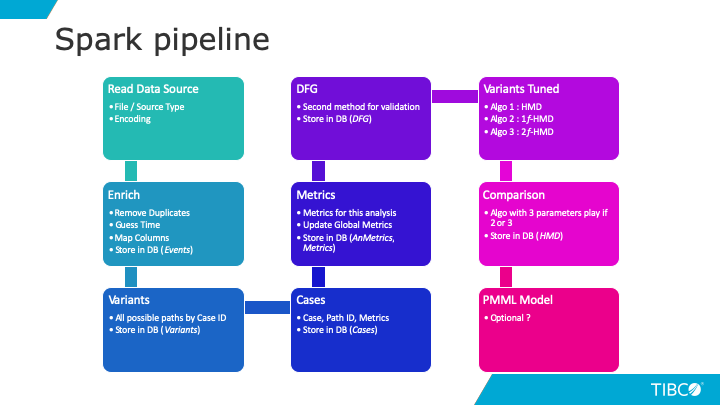 Spark pipeline
Read Data Source
• File / Source Type
• Encoding
Enrich
• Remove Duplicates
• Guess Time
• Map Columns
• Store in DB (Events)
Variants
• All possible paths by Case ID
• Store in DB (Variants)
Cases
• Case, Path ID, Metrics
• Store in DB (Cases)
Metrics
• Metrics for this analysis
• Update Global Metrics
• Store in DB (AnMetrics,
Metrics)
DFG
• Second method for validation
• Store in DB (DFG)
Variants Tuned
• Algo 1 : HMD
• Algo 2 : 1f-HMD
• Algo 3 : 2f-HMD
Comparison
• Algo with 3 parameters play if
2 or 3
• Store in DB (HMD)
PMML Model
• Optional ?
TIBCO